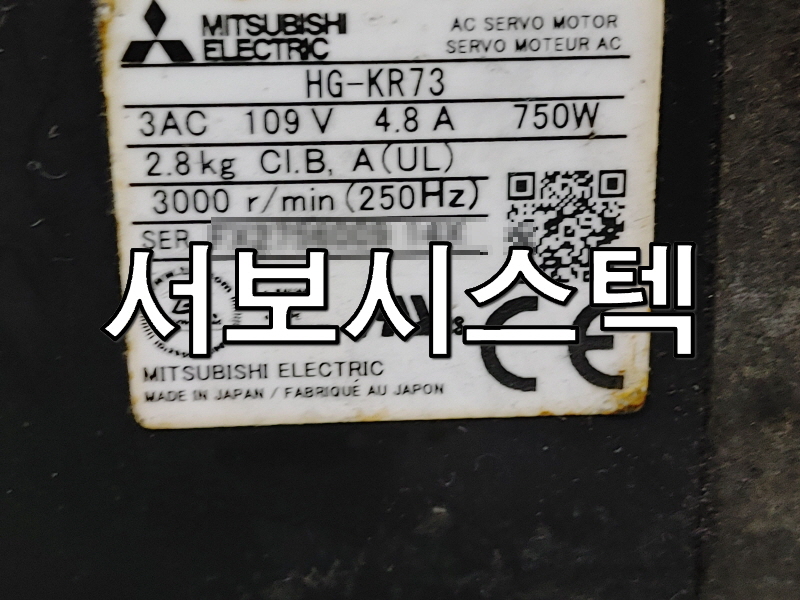 MITSUBISHI
ELECTRIC
AC SERVO MOTOR
SERVO MOTEUR AC
HG-KR73
3AC 109V 4.8A 750W
2.8kg Cl.B, A(UL)
3000 r/min(250Hz)
SER
서보시스텍
MITSUBISHI ELECTRIC
MADE IN JAPAN / FABRIQUÉ AU JAPON